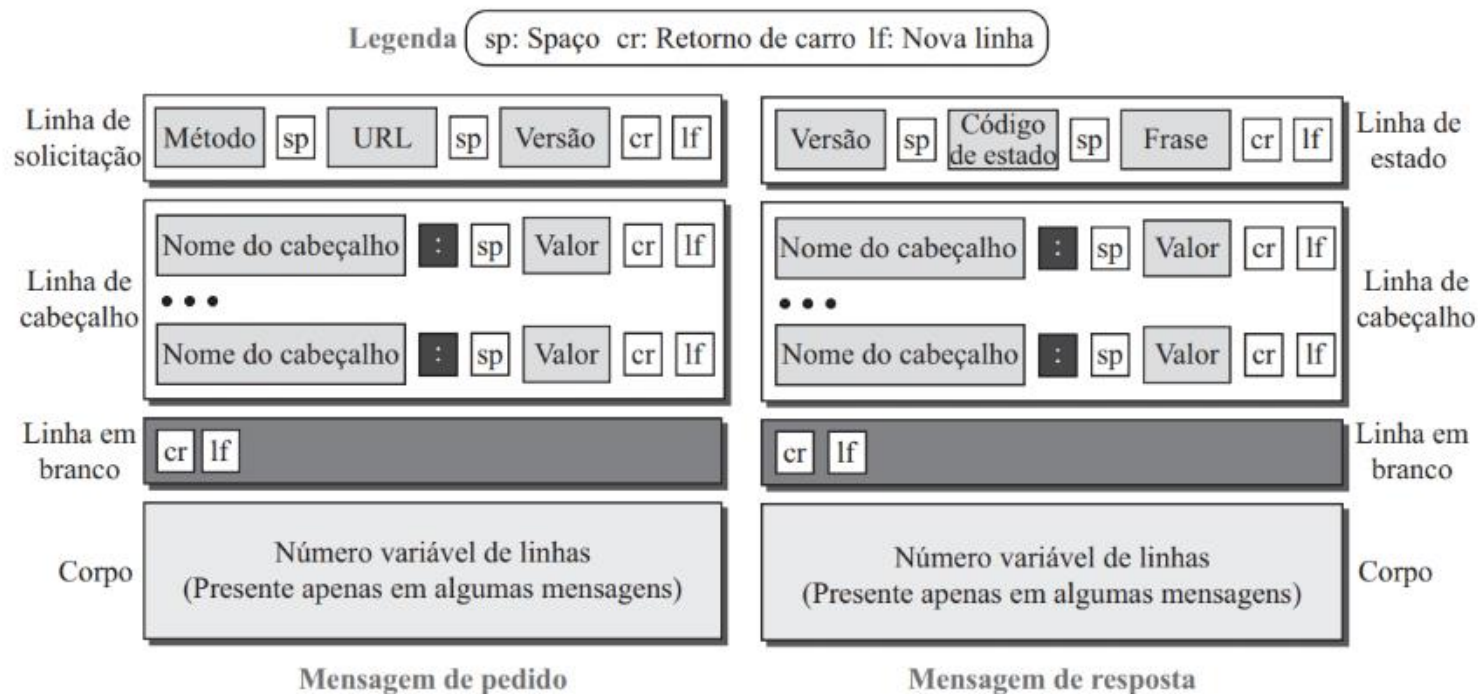 Legenda
sp: Spaço cr: Retorno de carro lf: Nova linha
Linha de
solicitação
Método sp URL sp Versão cr lf
Linha de
cabeçalho
Nome do cabeçalho : sp Valor cr lf
• • •
Nome do cabeçalho : sp Valor cr lf
Linha em
branco
cr lf
Corpo
Número variável de linhas
(Presente apenas em algumas mensagens)
Mensagem de pedido
Versão sp Código
de estado sp Frase cr lf
Linha de
estado
Nome do cabeçalho : sp Valor cr lf
• • •
Nome do cabeçalho : sp Valor cr lf
Linha de
cabeçalho
cr lf
Linha em
branco
Número variável de linhas
(Presente apenas em algumas mensagens)
Corpo
Mensagem de resposta